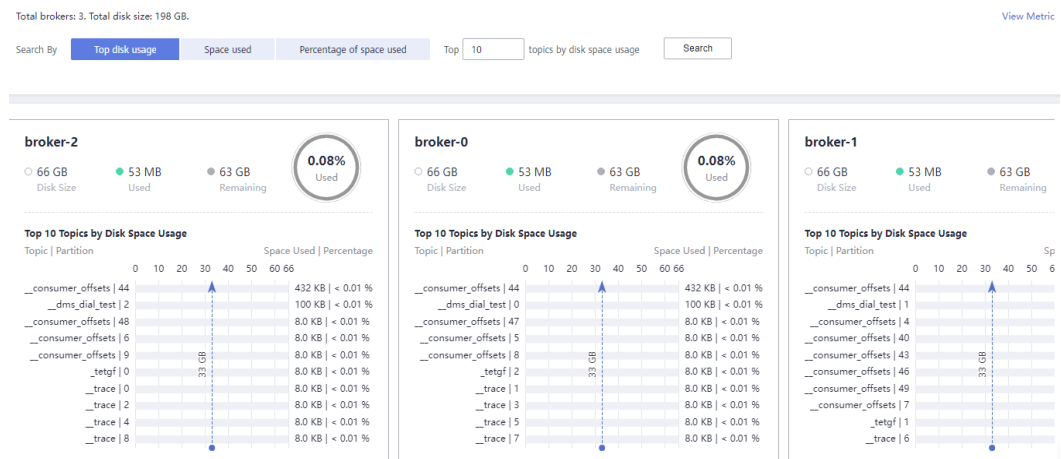 Total brokers: 3. Total disk size: 198 GB. View Metric
Search By Top disk usage Space used Percentage of space used Top 10 topics by disk space usage Search
broker-2
66 GB 53 MB 63 GB
Disk Size Used Remaining
0.08%
Used
Top 10 Topics by Disk Space Usage
Topic | Partition Space Used | Percentage
0 10 20 30 40 50 60 66
__consumer_offsets | 44 432 KB | < 0.01 %
__dms_dial_test | 2 100 KB | < 0.01 %
__consumer_offsets | 48 8.0 KB | < 0.01 %
__consumer_offsets | 6 8.0 KB | < 0.01 %
__consumer_offsets | 9 8.0 KB | < 0.01 %
_tetgf | 0 8.0 KB | < 0.01 %
__trace | 0 8.0 KB | < 0.01 %
__trace | 2 8.0 KB | < 0.01 %
__trace | 4 8.0 KB | < 0.01 %
__trace | 8 8.0 KB | < 0.01 %
33 GB
broker-0
66 GB 53 MB 63 GB
Disk Size Used Remaining
0.08%
Used
Top 10 Topics by Disk Space Usage
Topic | Partition Space Used | Percentage
0 10 20 30 40 50 60 66
__consumer_offsets | 44 432 KB | < 0.01 %
__dms_dial_test | 0 100 KB | < 0.01 %
__consumer_offsets | 47 8.0 KB | < 0.01 %
__consumer_offsets | 5 8.0 KB | < 0.01 %
__consumer_offsets | 8 8.0 KB | < 0.01 %
_tetgf | 2 8.0 KB | < 0.01 %
__trace | 1 8.0 KB | < 0.01 %
__trace | 3 8.0 KB | < 0.01 %
__trace | 5 8.0 KB | < 0.01 %
__trace | 7 8.0 KB | < 0.01 %
33 GB
broker-1
66 GB 53 MB 63 GB
Disk Size Used Remaining
Top 10 Topics by Disk Space Usage
Topic | Partition Sp
0 10 20 30 40 50 6
__consumer_offsets | 44
__dms_dial_test | 1
__consumer_offsets | 4
__consumer_offsets | 40
__consumer_offsets | 43
__consumer_offsets | 46
__consumer_offsets | 49
__consumer_offsets | 7
_tetgf | 1
__trace | 6
33 GB